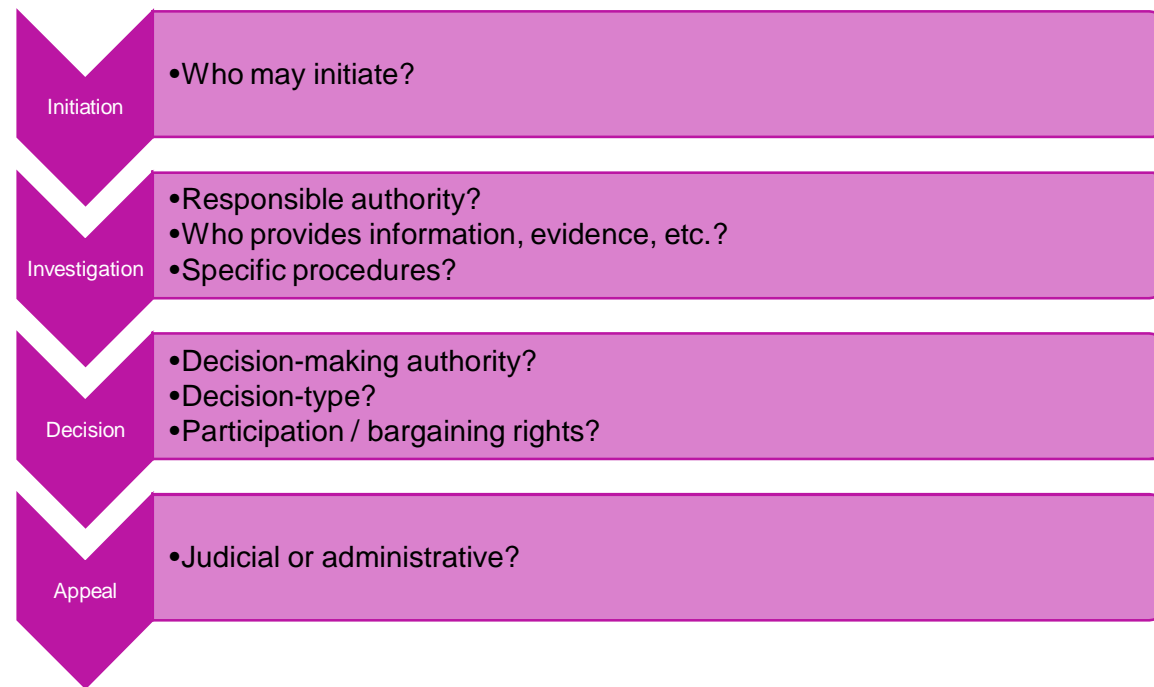 Initiation
•Who may initiate?
Investigation
•Responsible authority?
•Who provides information, evidence, etc.?
•Specific procedures?
Decision
•Decision-making authority?
•Decision-type?
•Participation / bargaining rights?
Appeal
•Judicial or administrative?